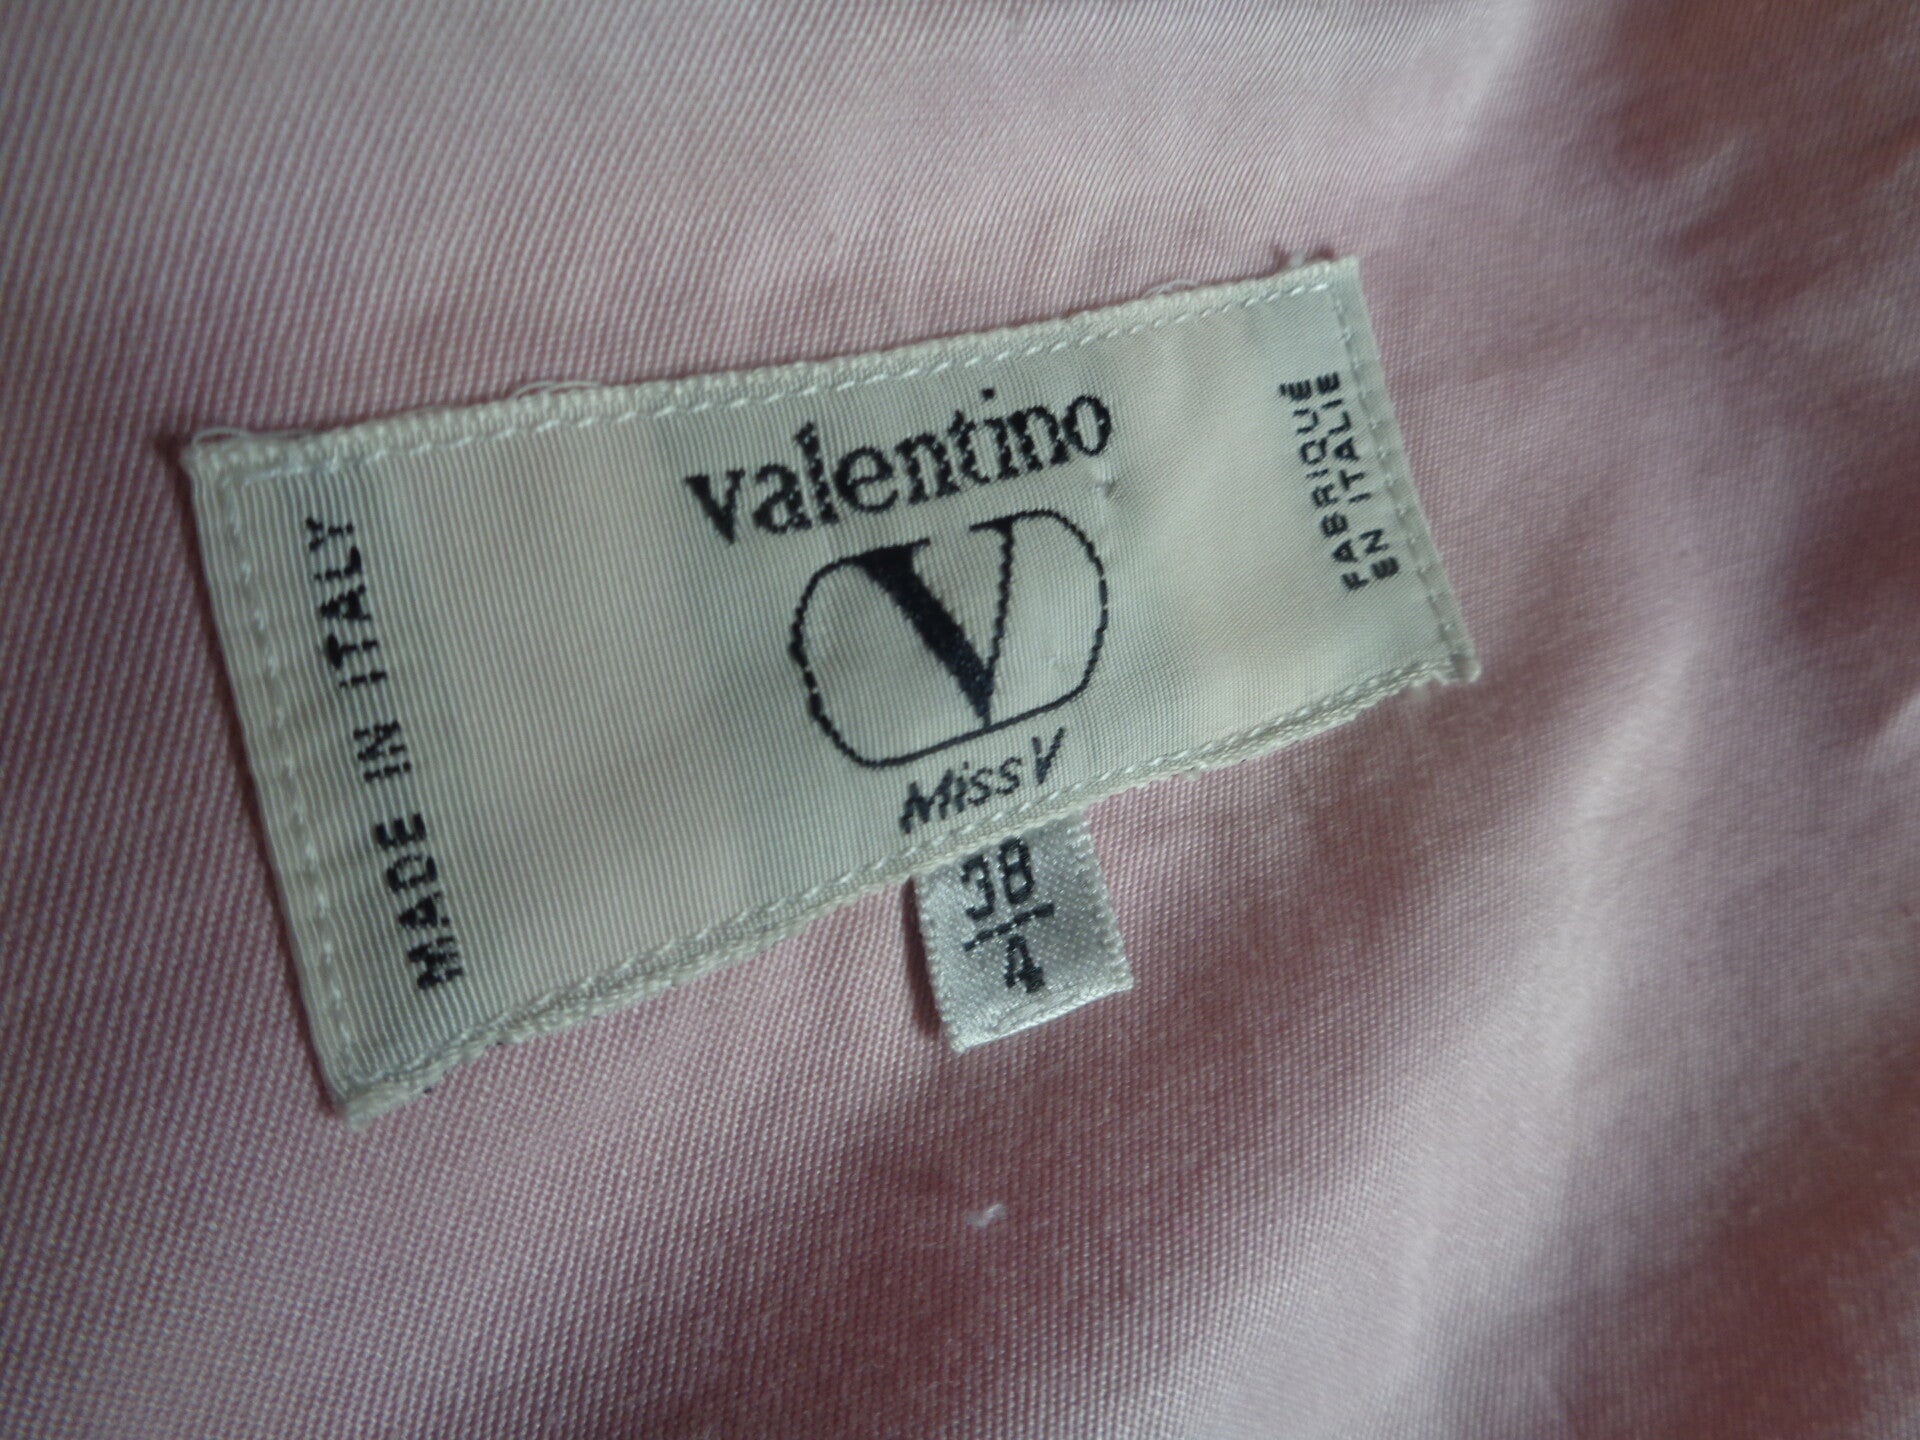 MADE IN ITALY
valentino
V
Miss V
FABRIQUÉ
EN ITALIE
38
4